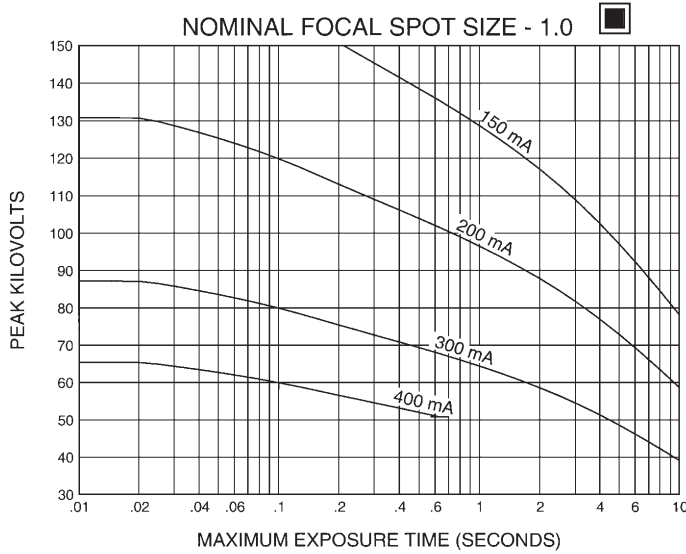 NOMINAL FOCAL SPOT SIZE - 1.0
150
140
130
120
110
100
90
80
70
60
50
40
30
PEAK KILOVOLTS
150 mA
200 mA
300 mA
400 mA
.01 .02 .04 .06 .1 .2 .4 .6 1 2 4 6 10
MAXIMUM EXPOSURE TIME (SECONDS)